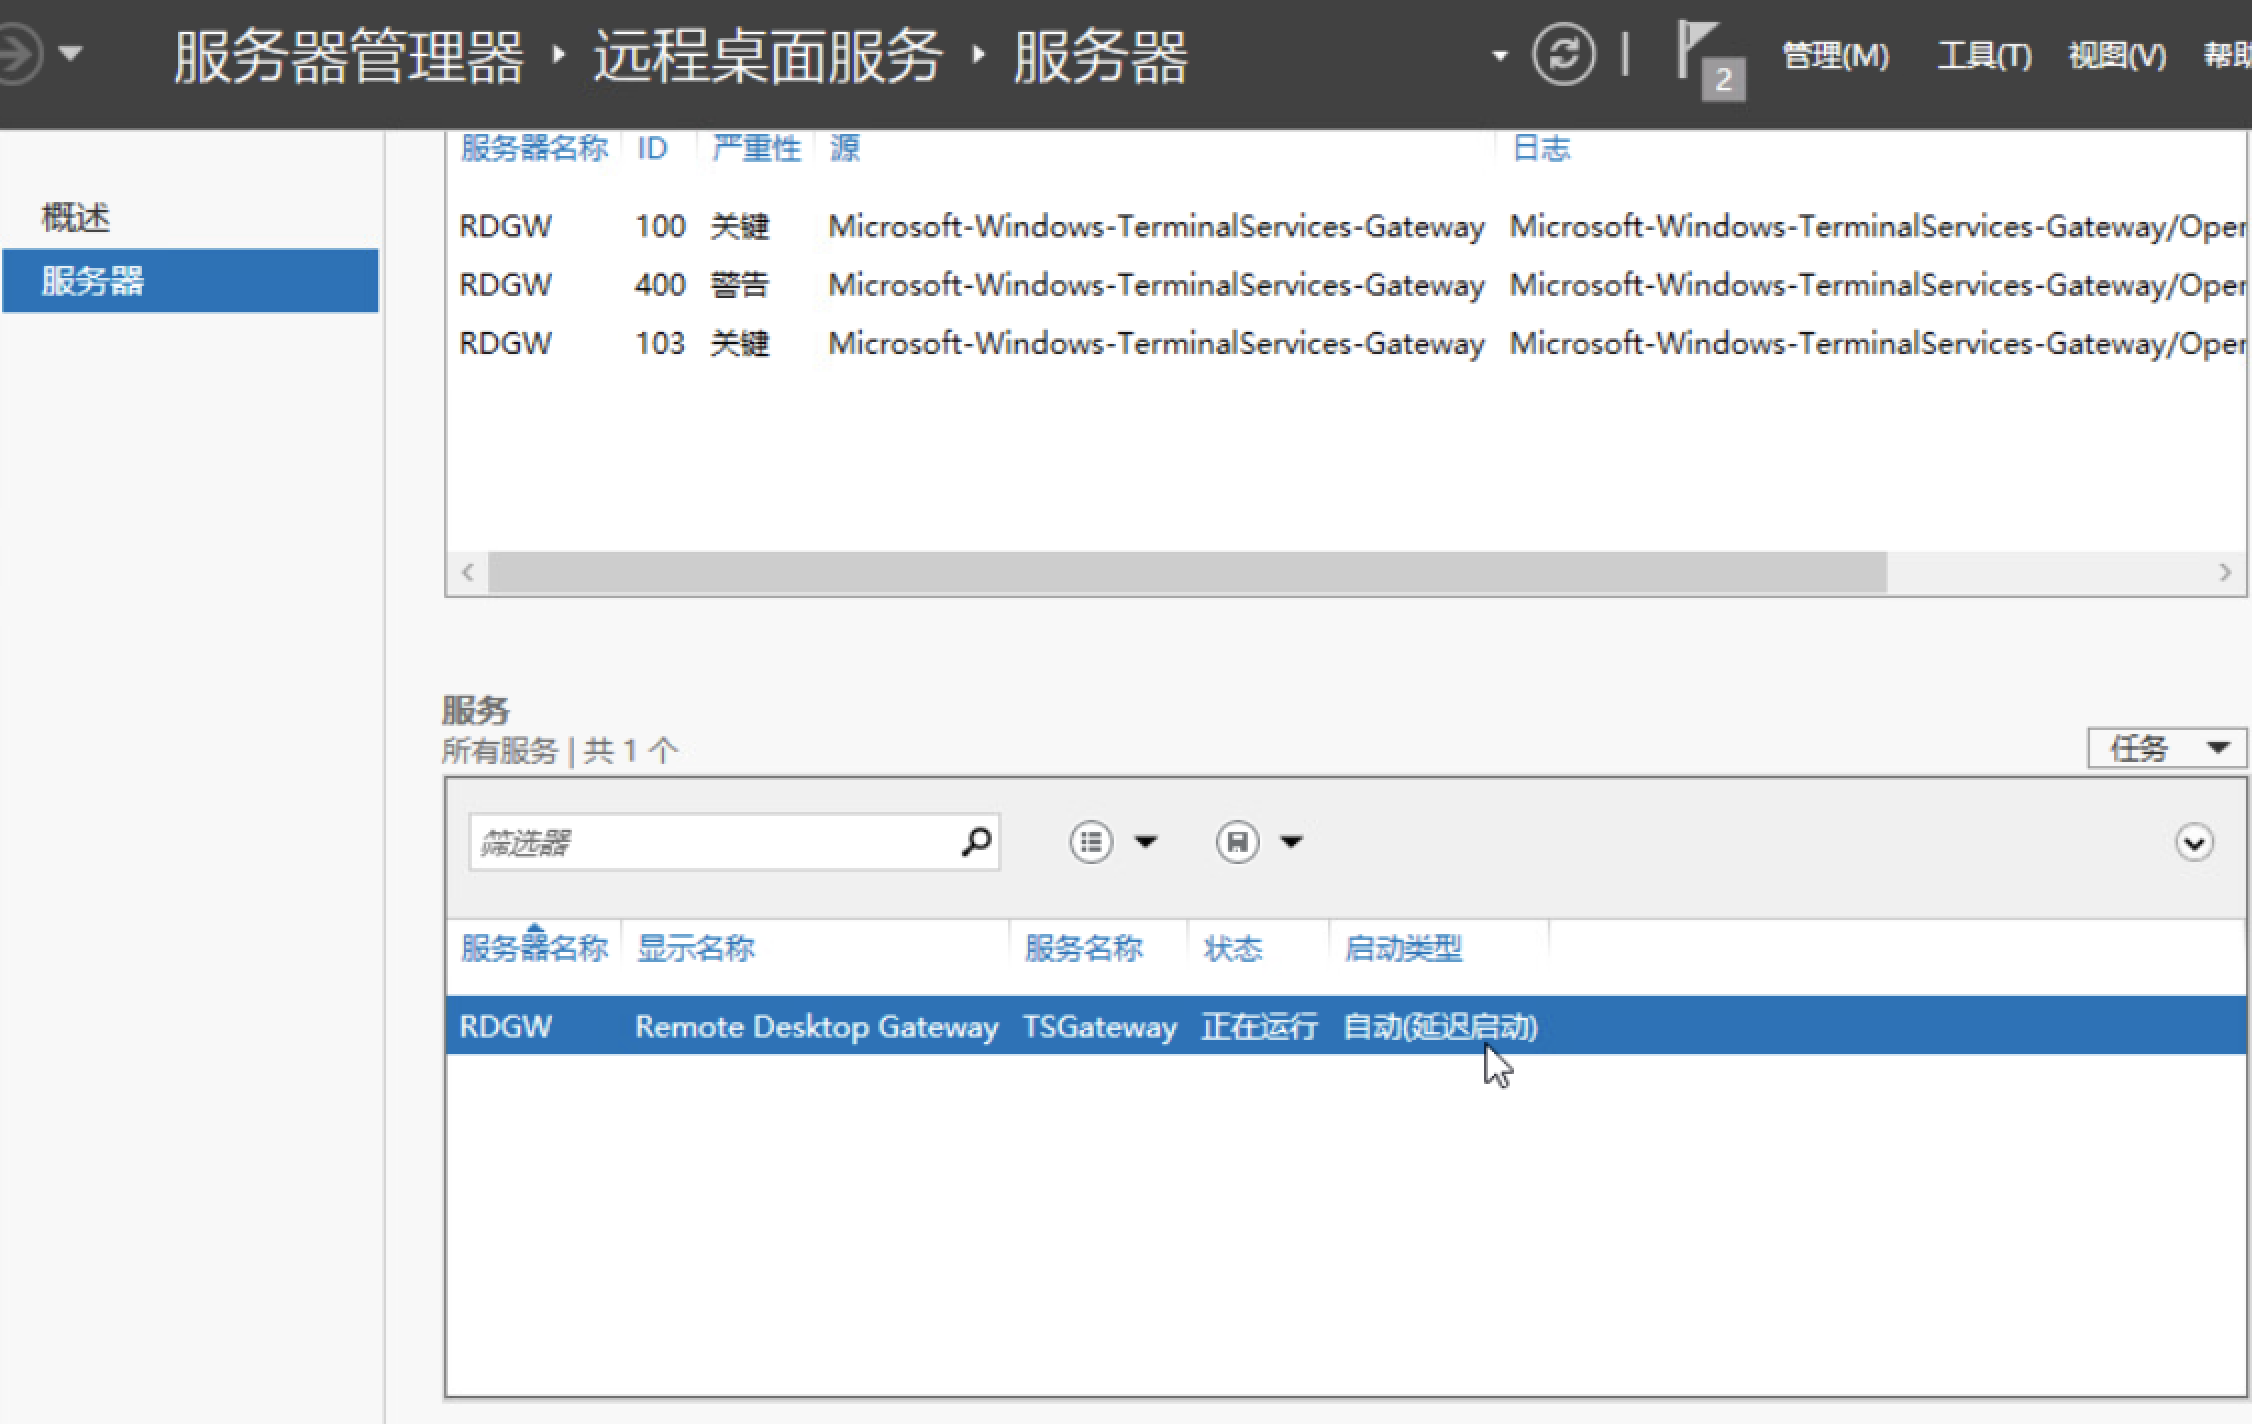 服务器管理器 ‣ 远程桌面服务 ‣ 服务器
2 管理(M) 工具(T) 视图(V) 帮助
概述
服务器
服务器名称 ID 严重性 源 日志
RDGW 100 关键 Microsoft-Windows-TerminalServices-Gateway Microsoft-Windows-TerminalServices-Gateway/Oper
RDGW 400 警告 Microsoft-Windows-TerminalServices-Gateway Microsoft-Windows-TerminalServices-Gateway/Oper
RDGW 103 关键 Microsoft-Windows-TerminalServices-Gateway Microsoft-Windows-TerminalServices-Gateway/Oper
服务
所有服务 | 共 1 个
任务
筛选器
服务器名称 显示名称 服务名称 状态 启动类型
RDGW Remote Desktop Gateway TSGateway 正在运行 自动(延迟启动)